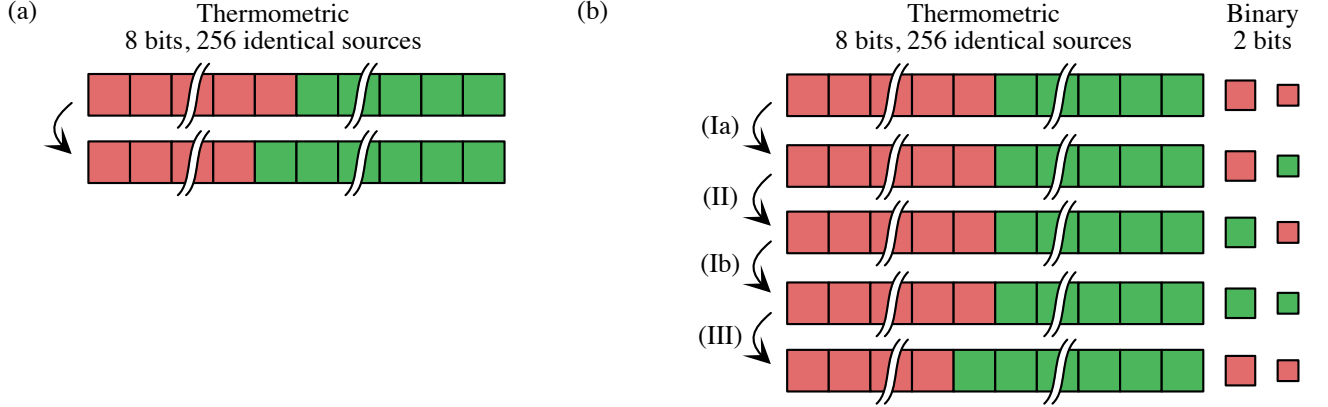 (a)
Thermometric
8 bits, 256 identical sources
(b)
Thermometric
8 bits, 256 identical sources
Binary
2 bits
(Ia)
(II)
(Ib)
(III)